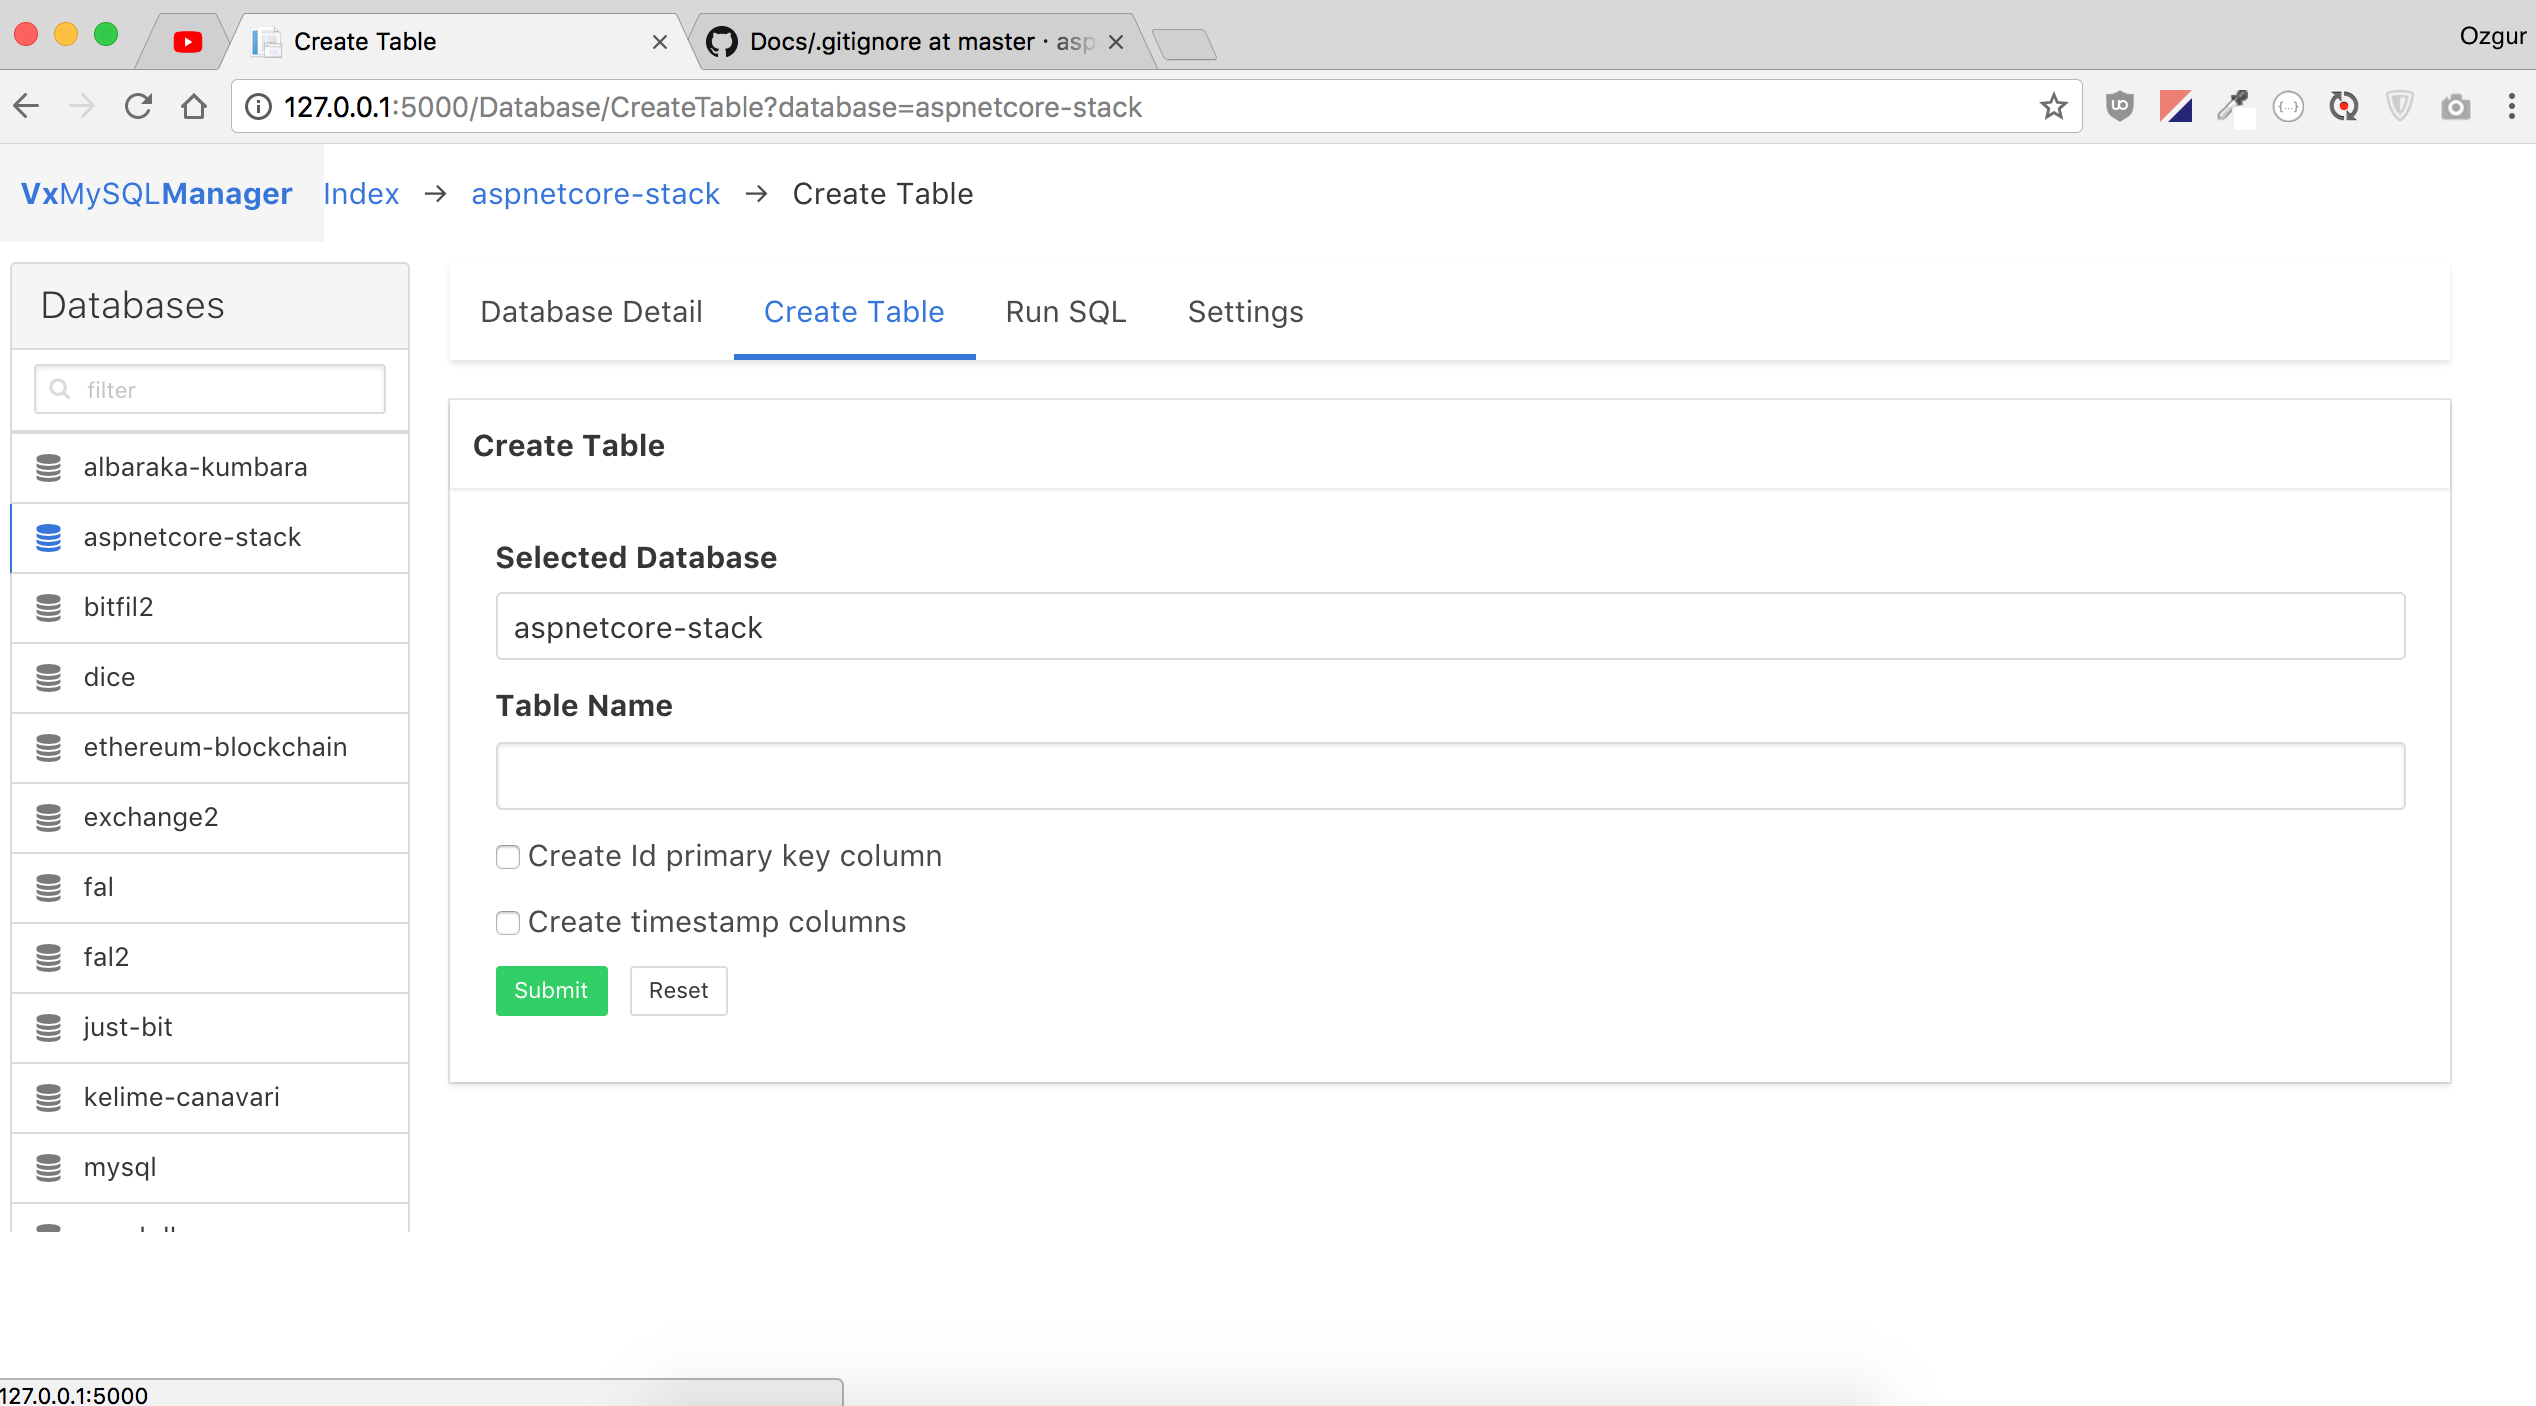 Create Table
Docs/.gitignore at master · asp
Ozgur
127.0.0.1:5000/Database/CreateTable?database=aspnetcore-stack
VxMySQLManager
Index → aspnetcore-stack → Create Table
Databases
filter
albaraka-kumbara
aspnetcore-stack
bitfil2
dice
ethereum-blockchain
exchange2
fal
fal2
just-bit
kelime-canavari
mysql
Database Detail
Create Table
Run SQL
Settings
Create Table
Selected Database
aspnetcore-stack
Table Name
Create Id primary key column
Create timestamp columns
Submit
Reset
127.0.0.1:5000